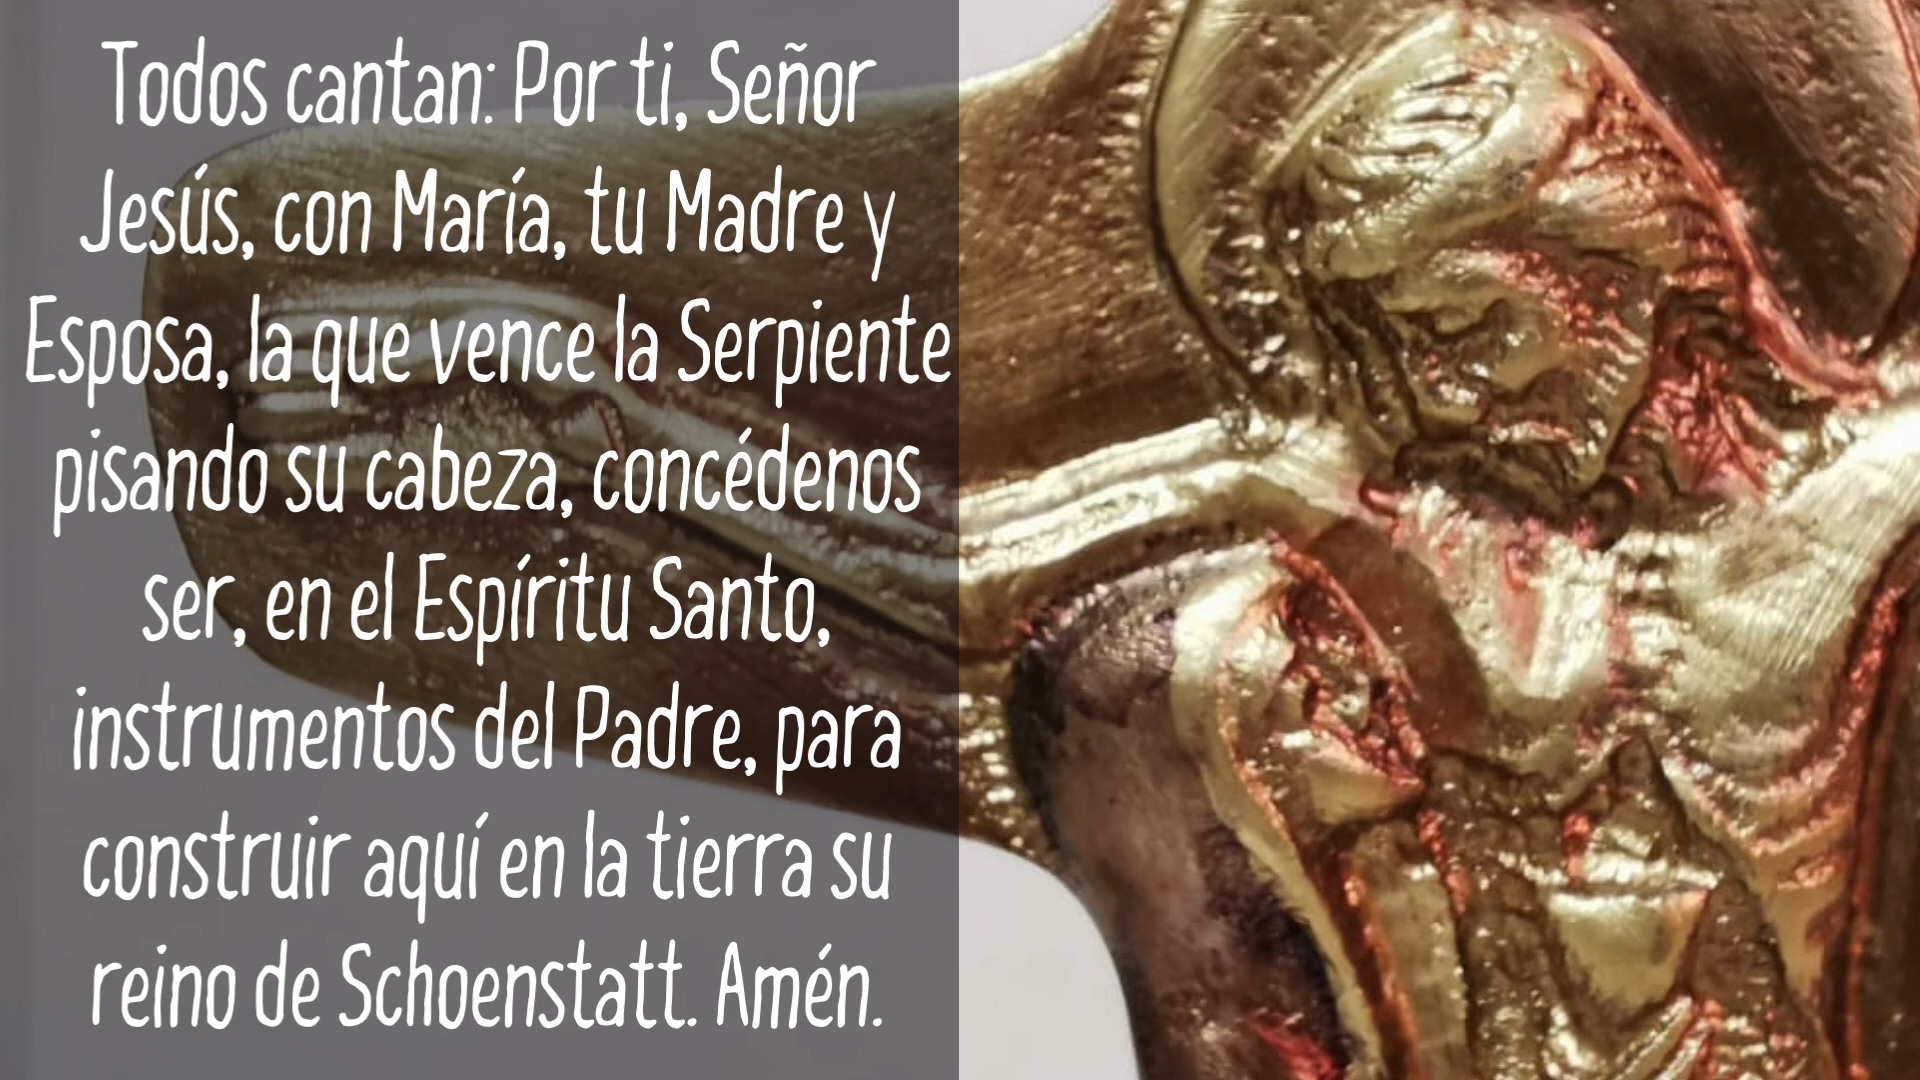 Todos cantan: Por ti, Señor
Jesús, con María, tu Madre y
Esposa, la que vence la Serpiente
pisando su cabeza, concédenos
ser, en el Espíritu Santo,
instrumentos del Padre, para
construir aquí en la tierra su
reino de Schoenstatt. Amén.